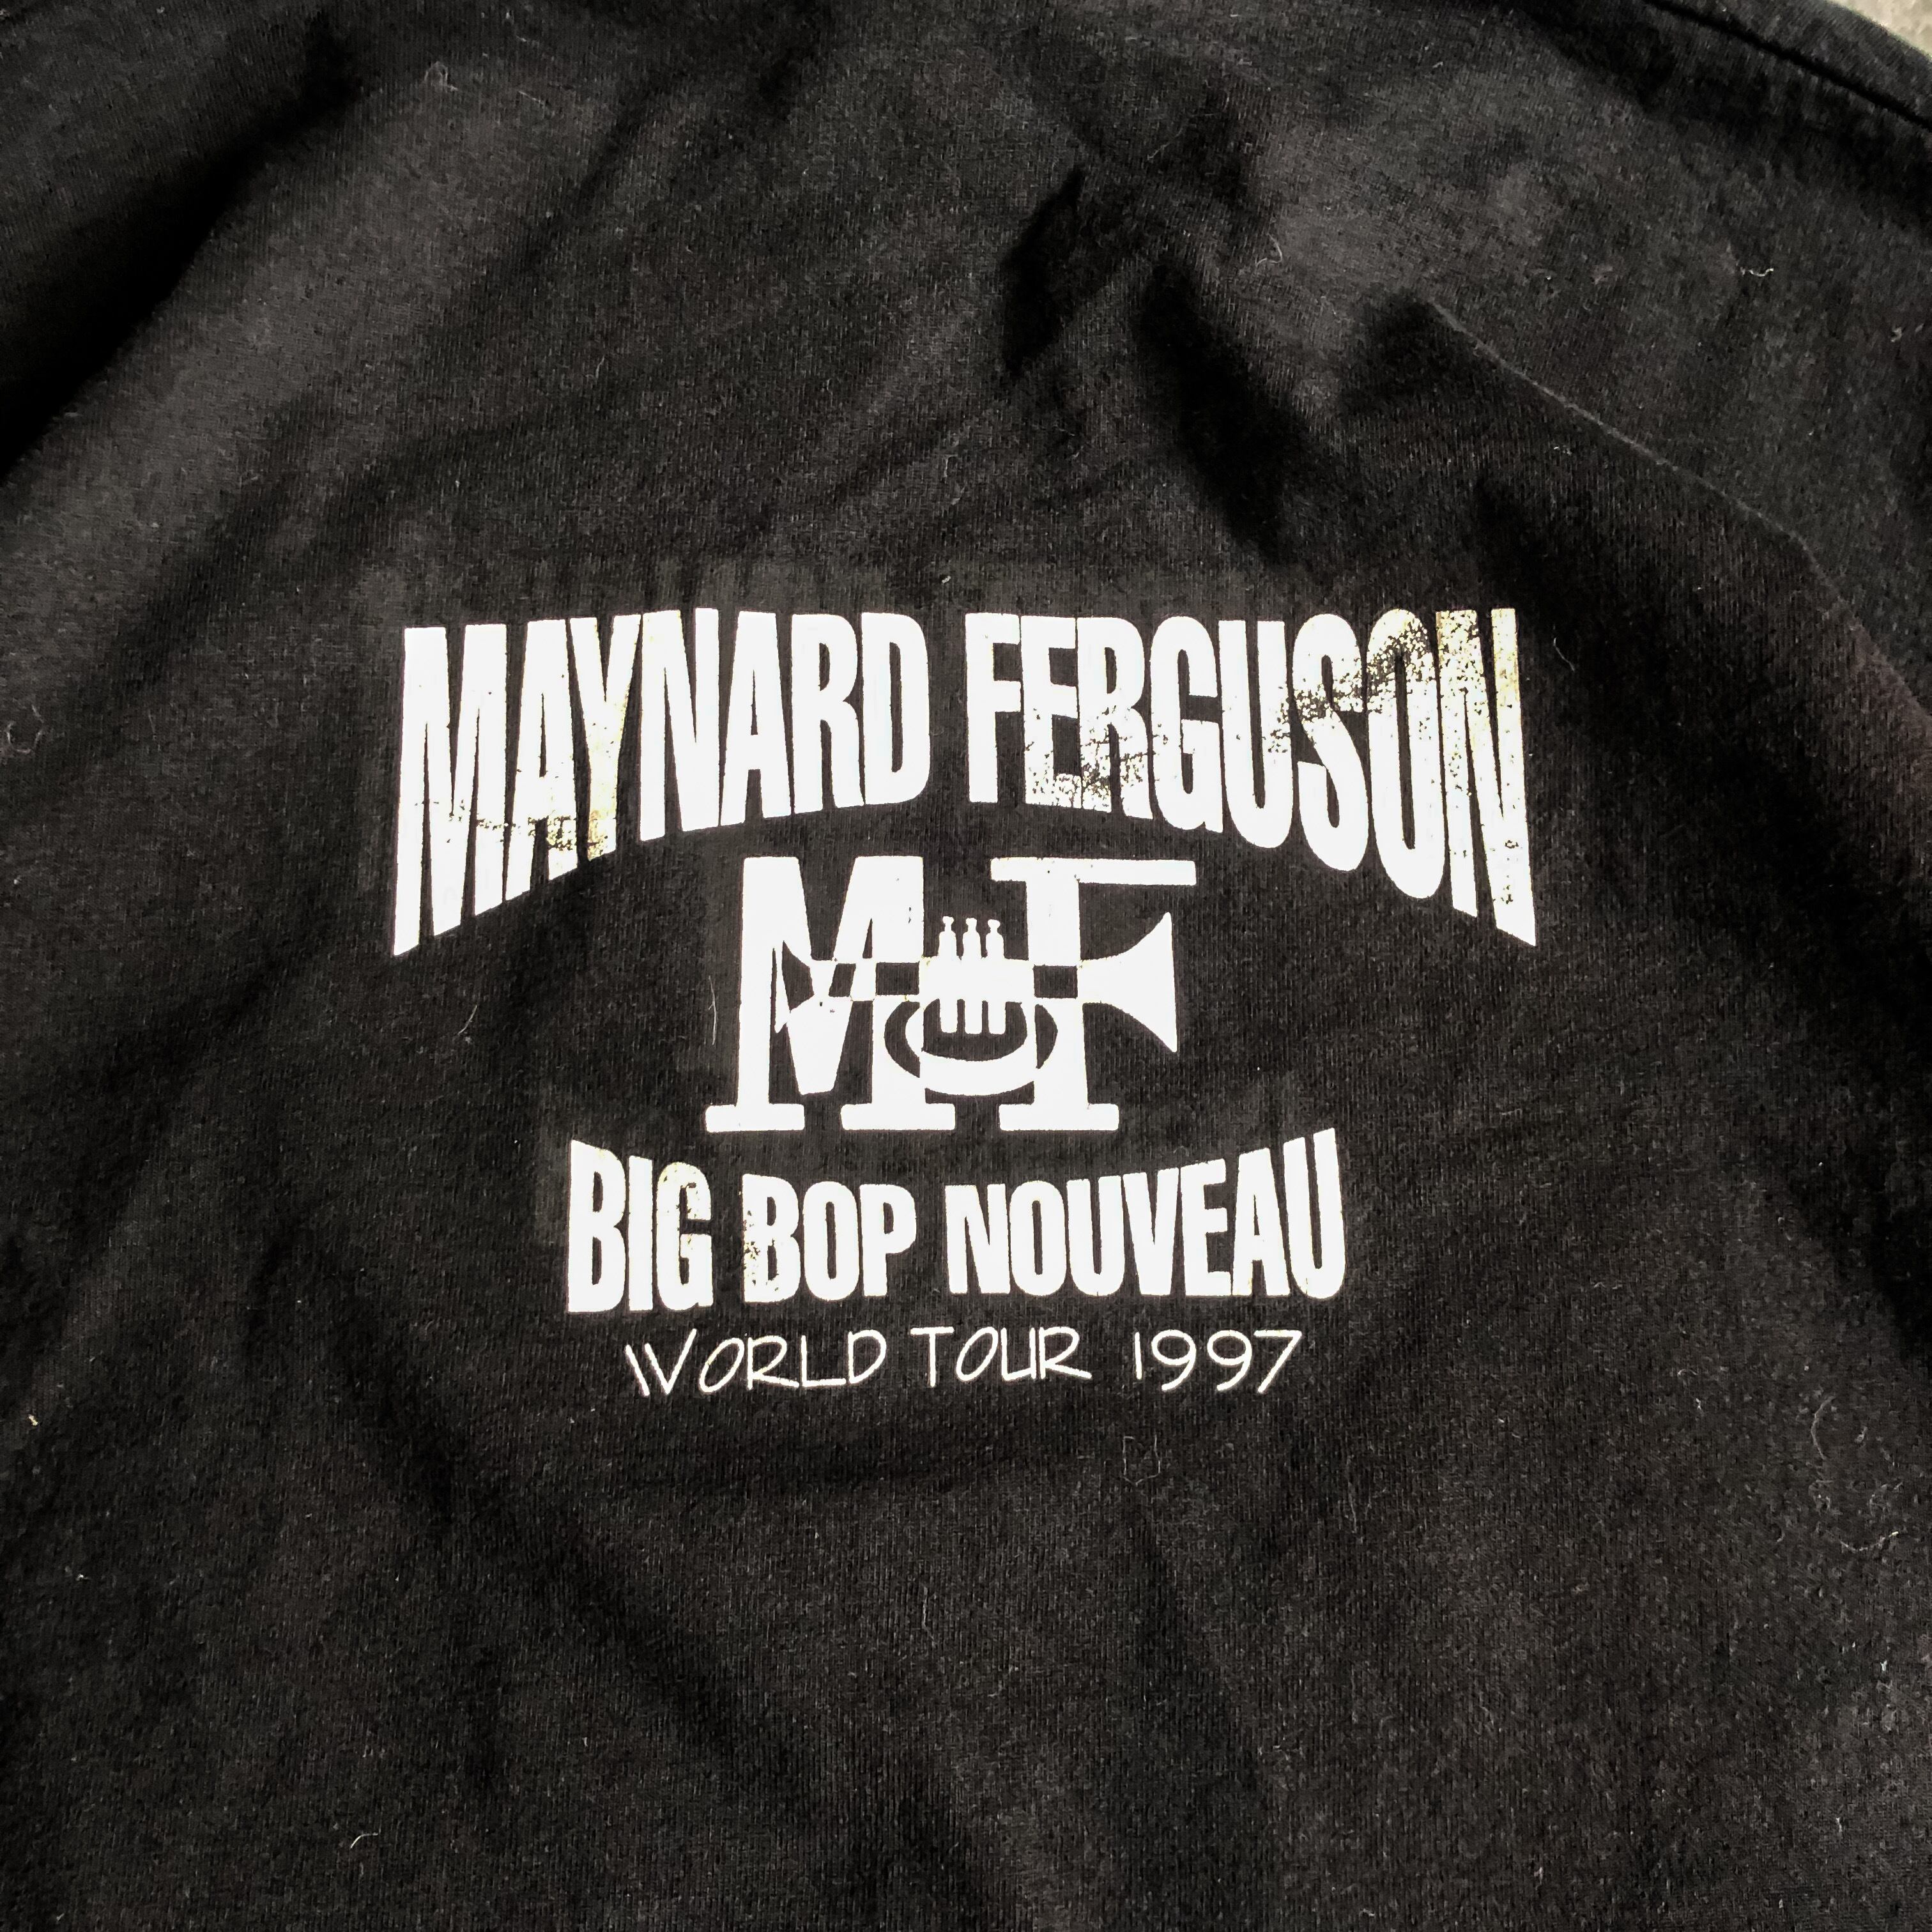 MAYNARD FERGUSON
MF
BIG BOP NOUVEAU
WORLD TOUR 1997